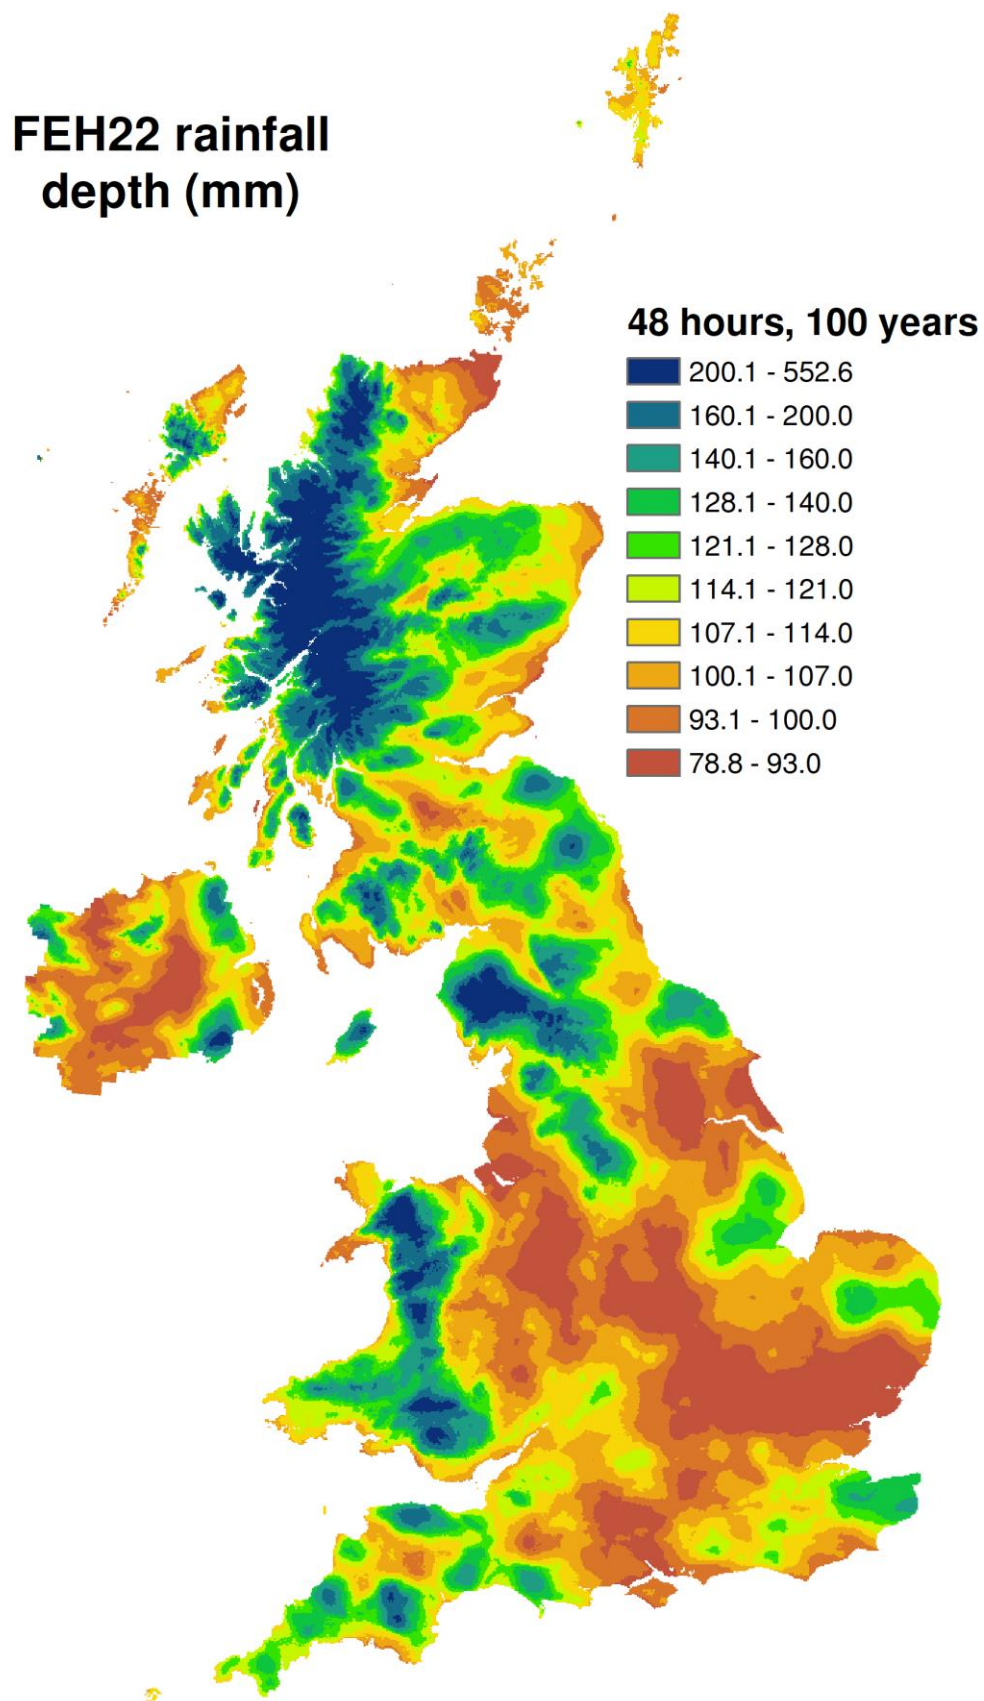 FEH22 rainfall
depth (mm)
48 hours, 100 years
200.1 - 552.6
160.1 - 200.0
140.1 - 160.0
128.1 - 140.0
121.1 - 128.0
114.1 - 121.0
107.1 - 114.0
100.1 - 107.0
93.1 - 100.0
78.8 - 93.0